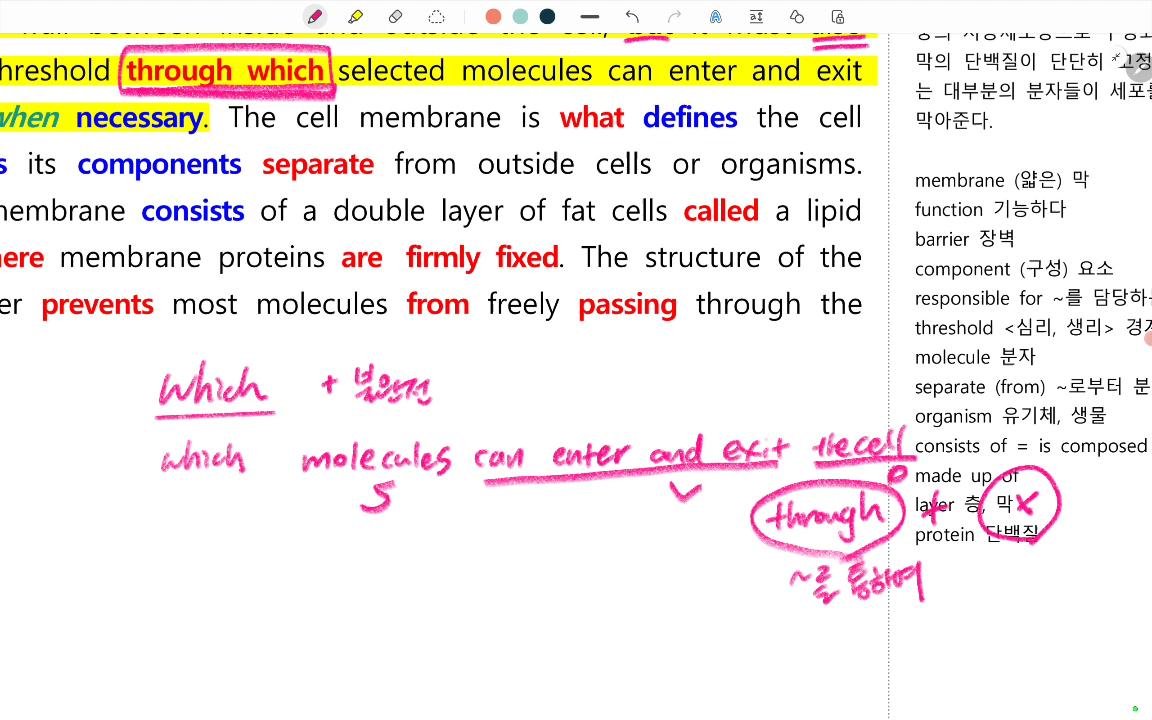 threshold through which selected molecules can enter and exit
when necessary. The cell membrane is what defines the cell
its components separate from outside cells or organisms.
membrane consists of a double layer of fat cells called a lipid
membrane proteins are firmly fixed. The structure of the
prevents most molecules from freely passing through the
which + 불완전
which molecules can enter and exit the cell
S V O
through + X
~를 통하여
막의 단백질이 단단히 고정
는 대부분의 분자들이 세포를
막아준다.
membrane (얇은) 막
function 기능하다
barrier 장벽
component (구성) 요소
responsible for ~를 담당하는
threshold <심리, 생리> 경계
molecule 분자
separate (from) ~로부터 분
organism 유기체, 생물
consists of = is composed
made up of
layer 층, 막
protein 단백질